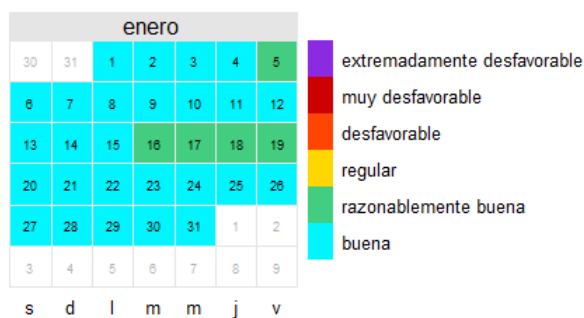 enero
30 31 1 2 3 4 5
6 7 8 9 10 11 12
13 14 15 16 17 18 19
20 21 22 23 24 25 26
27 28 29 30 31 1 2
3 4 5 6 7 8 9
s d l m m j v
extremadamente desfavorable
muy desfavorable
desfavorable
regular
razonablemente buena
buena